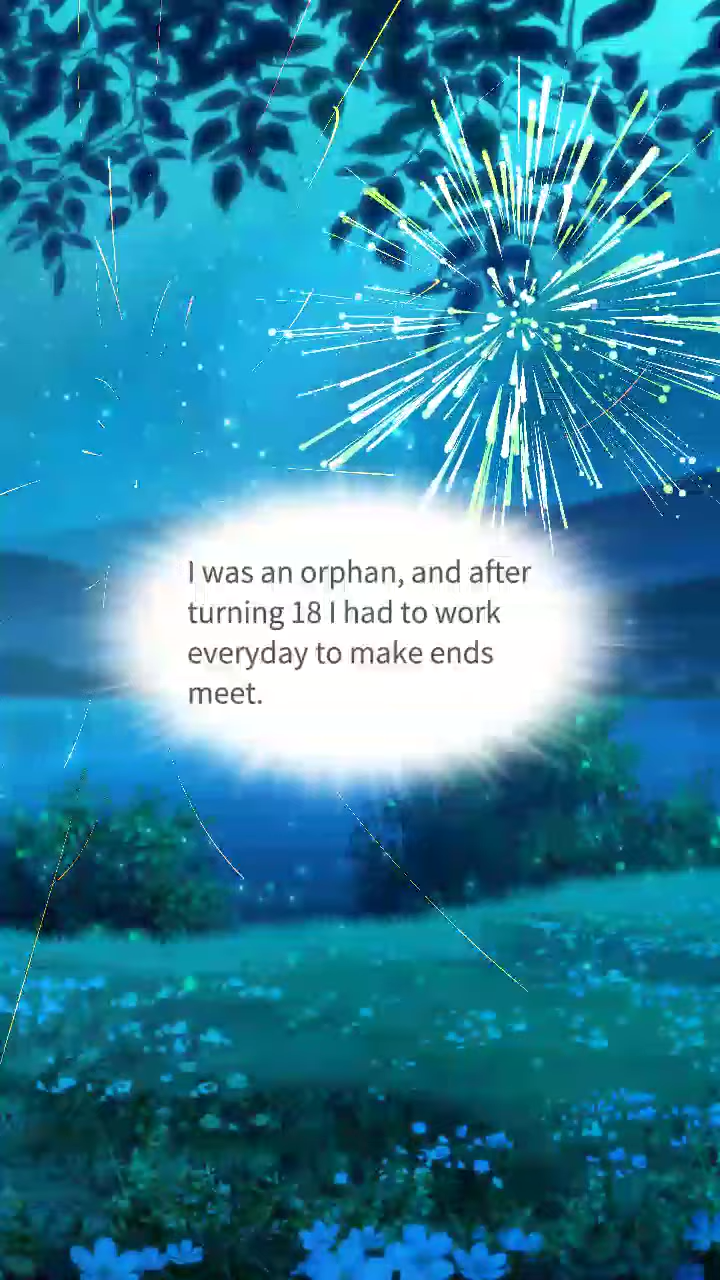 I was an orphan, and after
turning 18 I had to work
everyday to make ends
meet.